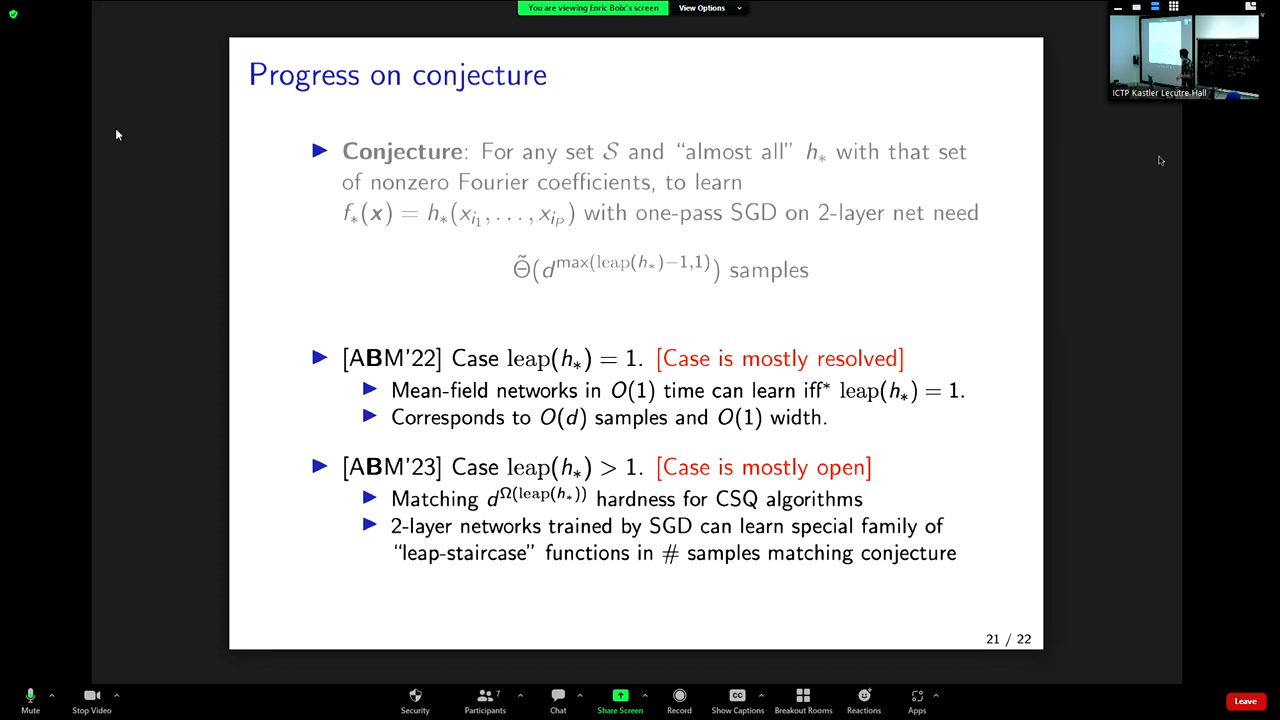 You are viewing Enric Boix's screen
View Options
ICTP Kastler Lecutre Hall
Progress on conjecture
▶ Conjecture: For any set 𝒮 and “almost all” h∗ with that set
of nonzero Fourier coefficients, to learn
f∗(x) = h∗(x_{i_1}, . . . , x_{i_P}) with one-pass SGD on 2-layer net need
Θ̃(d^{max(leap(h∗)−1,1)}) samples
▶ [ABM'22] Case leap(h∗) = 1. [Case is mostly resolved]
▶ Mean-field networks in O(1) time can learn iff* leap(h∗) = 1.
▶ Corresponds to O(d) samples and O(1) width.
▶ [ABM'23] Case leap(h∗) > 1. [Case is mostly open]
▶ Matching d^{Ω(leap(h∗))} hardness for CSQ algorithms
▶ 2-layer networks trained by SGD can learn special family of
“leap-staircase” functions in # samples matching conjecture
21 / 22
Mute
Stop Video
Security
Participants 7
Chat
Share Screen
Record
Show Captions
Breakout Rooms
Reactions
Apps
Leave